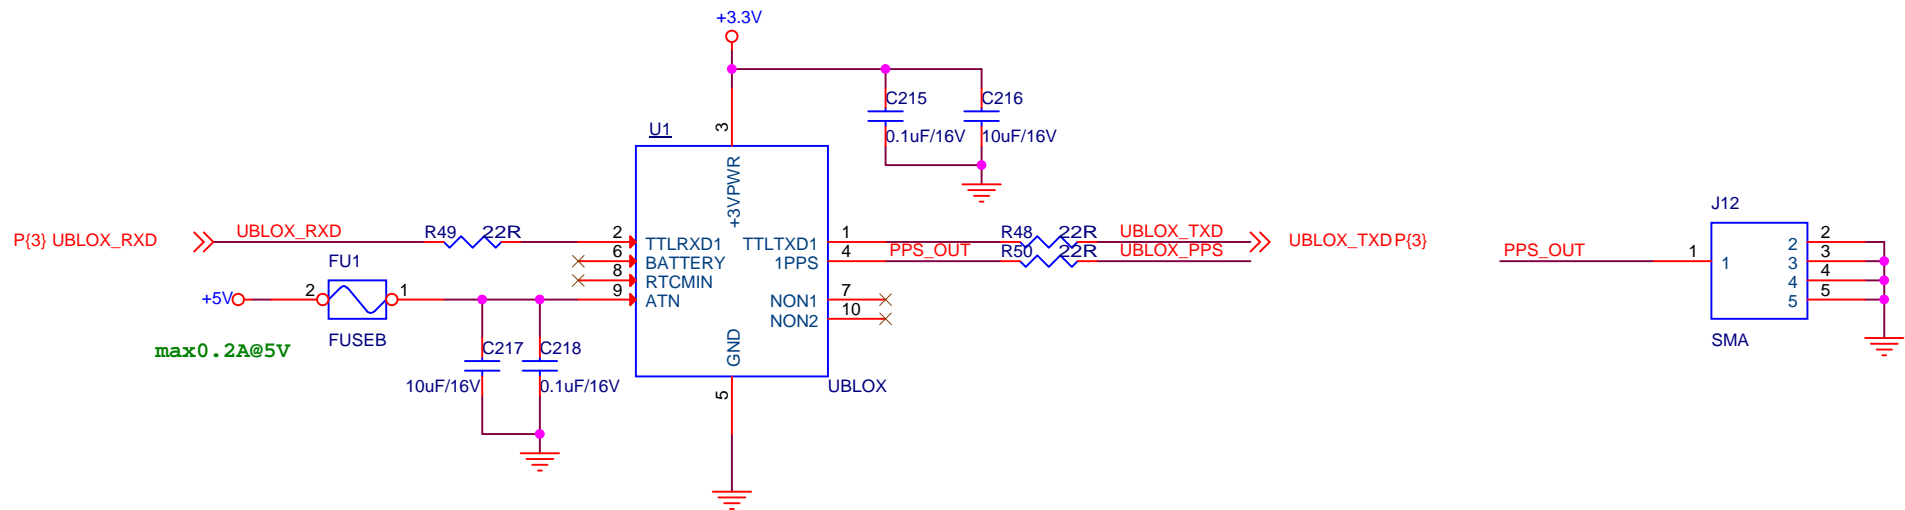 +3.3V
C215
C216
0.1uF/16V
10uF/16V
U1
3
+3VPWR
P{3} UBLOX_RXD
UBLOX_RXD
R49
22R
2
TTLRXD1
TTLTXD1
1
R48
22R
UBLOX_TXD
UBLOX_TXD P{3}
6
BATTERY
1PPS
4
PPS_OUT
R50
22R
UBLOX_PPS
8
RTCMIN
9
ATN
NON1
7
NON2
10
FU1
+5V
2
1
FUSEB
max0.2A@5V
C217
C218
10uF/16V
0.1uF/16V
GND
5
UBLOX
J12
PPS_OUT
1
1
2
2
3
3
4
4
5
5
SMA